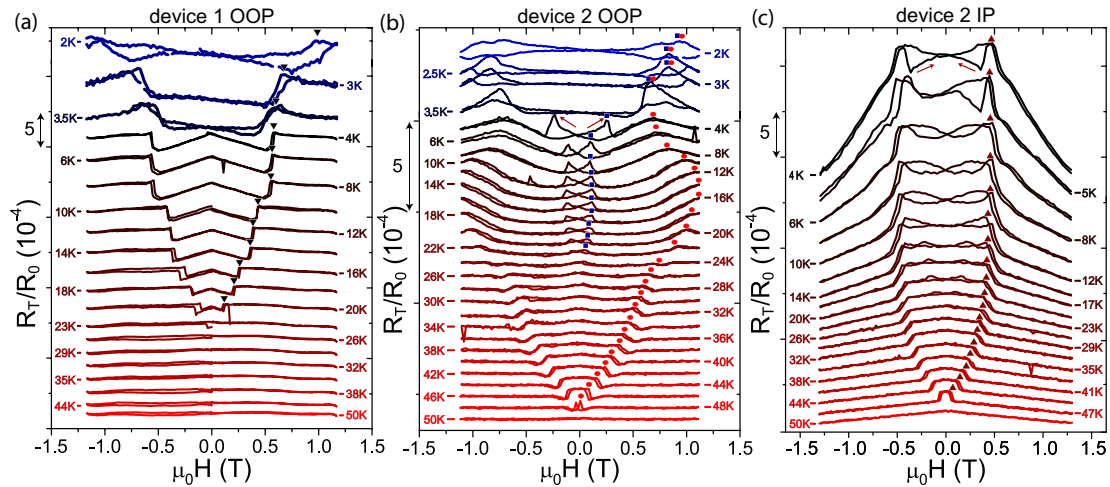 (a)
device 1 OOP
R_T/R_0 (10^-4)
5
2K
3K
3.5K
4K
6K
8K
10K
12K
14K
16K
18K
20K
23K
26K
29K
32K
35K
38K
44K
50K
-1.5 -1.0 -0.5 0.0 0.5 1.0 1.5
μ₀H (T)
(b)
device 2 OOP
R_T/R_0 (10^-4)
5
2K
2.5K
3K
3.5K
4K
6K
8K
10K
12K
14K
16K
18K
20K
22K
24K
26K
28K
30K
32K
34K
36K
38K
40K
42K
44K
46K
48K
50K
-1.5 -1.0 -0.5 0.0 0.5 1.0 1.5
μ₀H (T)
(c)
device 2 IP
R_T/R_0 (10^-4)
5
4K
5K
6K
8K
10K
12K
14K
17K
20K
23K
26K
29K
32K
35K
38K
41K
44K
47K
50K
-1.5 -1.0 -0.5 0.0 0.5 1.0 1.5
μ₀H (T)